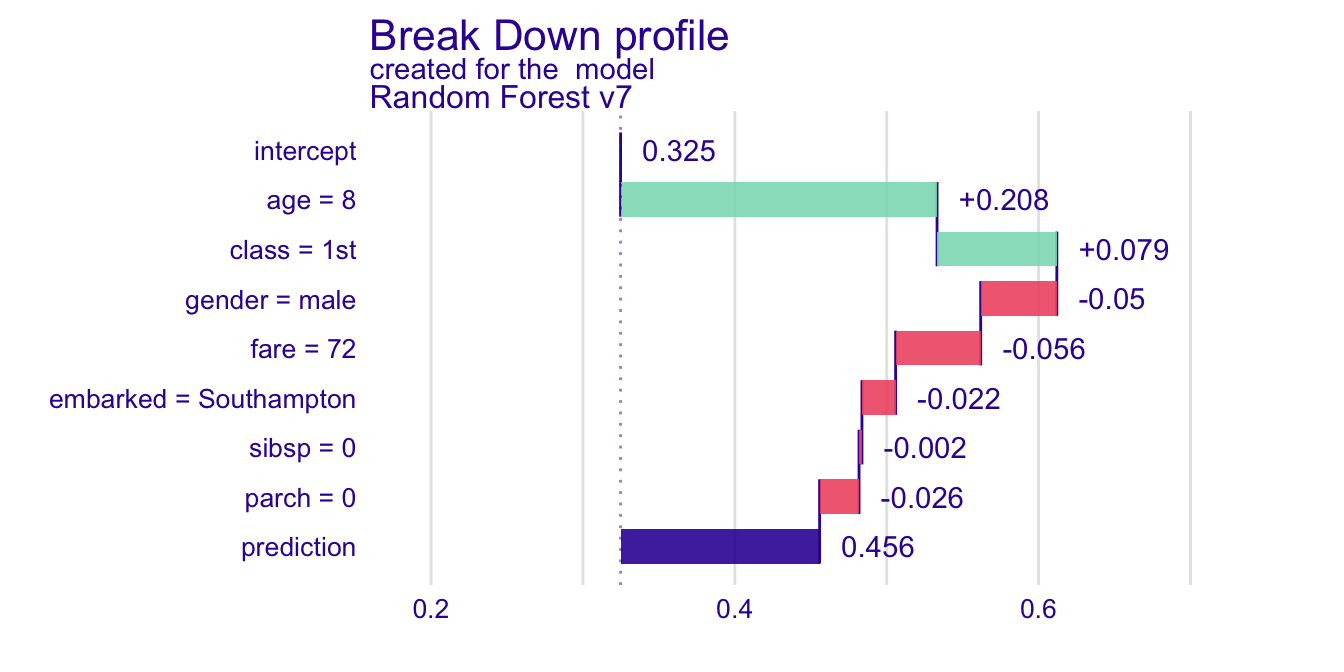 Break Down profile
created for the  model
Random Forest v7
intercept 0.325
age = 8 +0.208
class = 1st +0.079
gender = male -0.05
fare = 72 -0.056
embarked = Southampton -0.022
sibsp = 0 -0.002
parch = 0 -0.026
prediction 0.456
0.2 0.4 0.6